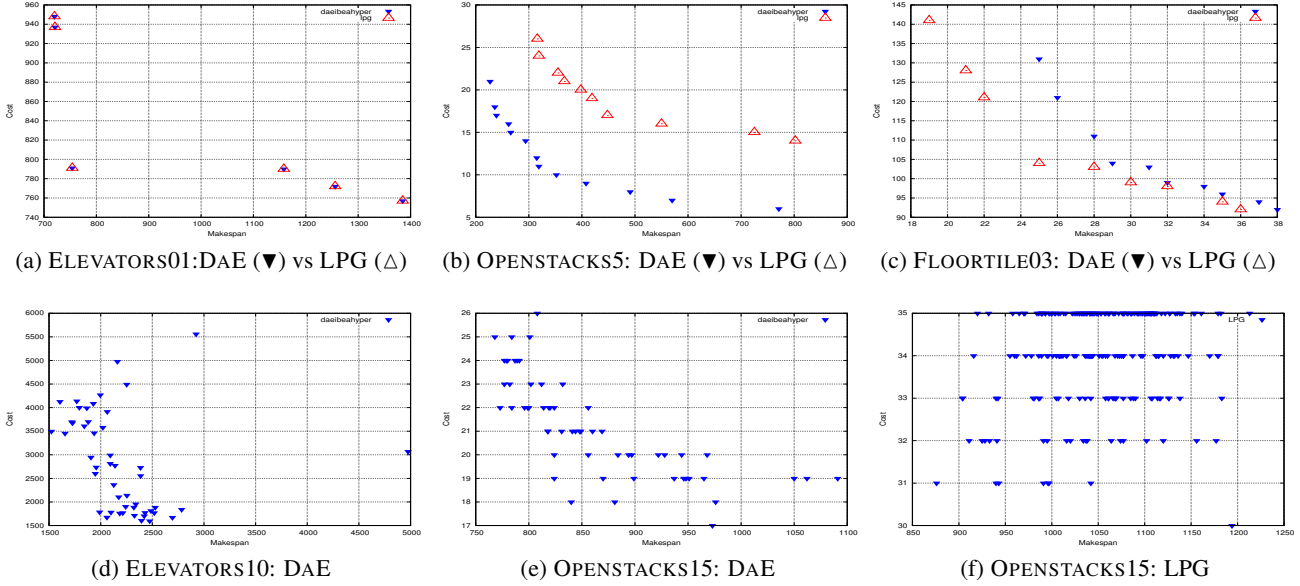 960
940
920
900
880
860
840
820
800
780
760
740
700 800 900 1000 1100 1200 1300 1400
Cost
Makespan
daeibeahyper
lpg
(a) ELEVATORS01:DAE (▼) vs LPG (△)
30
25
20
15
10
5
200 300 400 500 600 700 800 900
Cost
Makespan
daeibeahyper
lpg
(b) OPENSTACKS5: DAE (▼) vs LPG (△)
145
140
135
130
125
120
115
110
105
100
95
90
18 20 22 24 26 28 30 32 34 36 38
Cost
Makespan
daeibeahyper
lpg
(c) FLOORTILE03: DAE (▼) vs LPG (△)
6000
5500
5000
4500
4000
3500
3000
2500
2000
1500
1500 2000 2500 3000 3500 4000 4500 5000
Cost
Makespan
daeibeahyper
(d) ELEVATORS10: DAE
26
25
24
23
22
21
20
19
18
17
750 800 850 900 950 1000 1050 1100
Cost
Makespan
daeibeahyper
(e) OPENSTACKS15: DAE
35
34
33
32
31
30
850 900 950 1000 1050 1100 1150 1200 1250
Cost
Makespan
LPG
(f) OPENSTACKS15: LPG